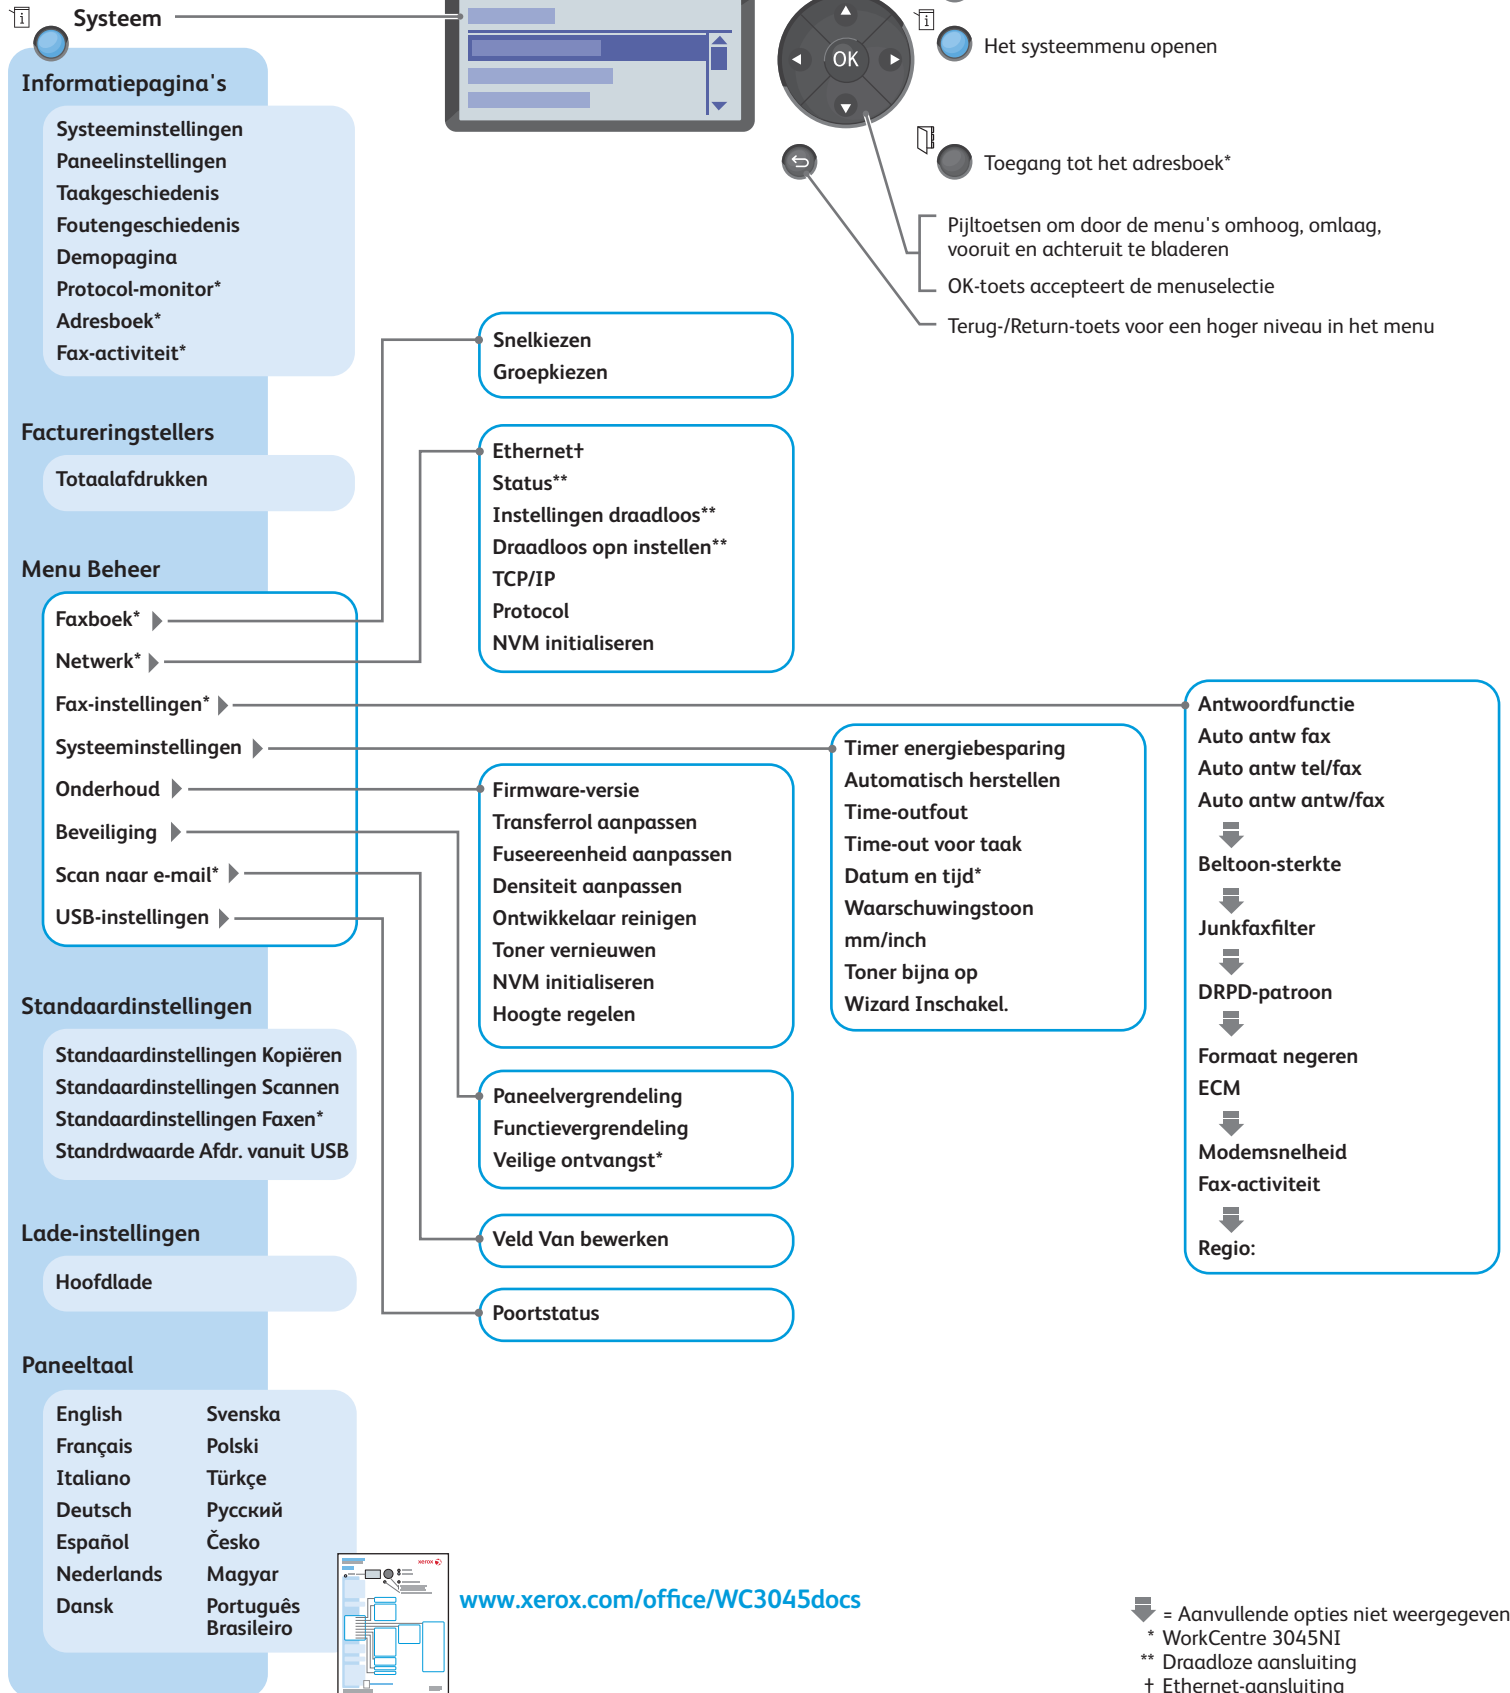 Systeem
OK
Het systeemmenu openen
Toegang tot het adresboek*
Pijltoetsen om door de menu's omhoog, omlaag,
vooruit en achteruit te bladeren
OK-toets accepteert de menuselectie
Terug-/Return-toets voor een hoger niveau in het menu
Informatiepagina's
Systeeminstellingen
Paneelinstellingen
Taakgeschiedenis
Foutengeschiedenis
Demopagina
Protocol-monitor*
Adresboek*
Fax-activiteit*
Factureringstellers
Totaalafdrukken
Menu Beheer
Faxboek*
Netwerk*
Fax-instellingen*
Systeeminstellingen
Onderhoud
Beveiliging
Scan naar e-mail*
USB-instellingen
Standaardinstellingen
Standaardinstellingen Kopiëren
Standaardinstellingen Scannen
Standaardinstellingen Faxen*
Standrdwaarde Afdr. vanuit USB
Lade-instellingen
Hoofdlade
Paneeltaal
English
Français
Italiano
Deutsch
Español
Nederlands
Dansk
Svenska
Polski
Türkçe
Русский
Česko
Magyar
Português
Brasileiro
Snelkiezen
Groepkiezen
Ethernet†
Status**
Instellingen draadloos**
Draadloos opn instellen**
TCP/IP
Protocol
NVM initialiseren
Firmware-versie
Transferrol aanpassen
Fuseereenheid aanpassen
Densiteit aanpassen
Ontwikkelaar reinigen
Toner vernieuwen
NVM initialiseren
Hoogte regelen
Paneelvergrendeling
Functievergrendeling
Veilige ontvangst*
Veld Van bewerken
Poortstatus
Timer energiebesparing
Automatisch herstellen
Time-outfout
Time-out voor taak
Datum en tijd*
Waarschuwingstoon
mm/inch
Toner bijna op
Wizard Inschakel.
Antwoordfunctie
Auto antw fax
Auto antw tel/fax
Auto antw antw/fax
Beltoon-sterkte
Junkfaxfilter
DRPD-patroon
Formaat negeren
ECM
Modemsnelheid
Fax-activiteit
Regio:
xerox
www.xerox.com/office/WC3045docs
= Aanvullende opties niet weergegeven
* WorkCentre 3045NI
** Draadloze aansluiting
† Ethernet-aansluiting